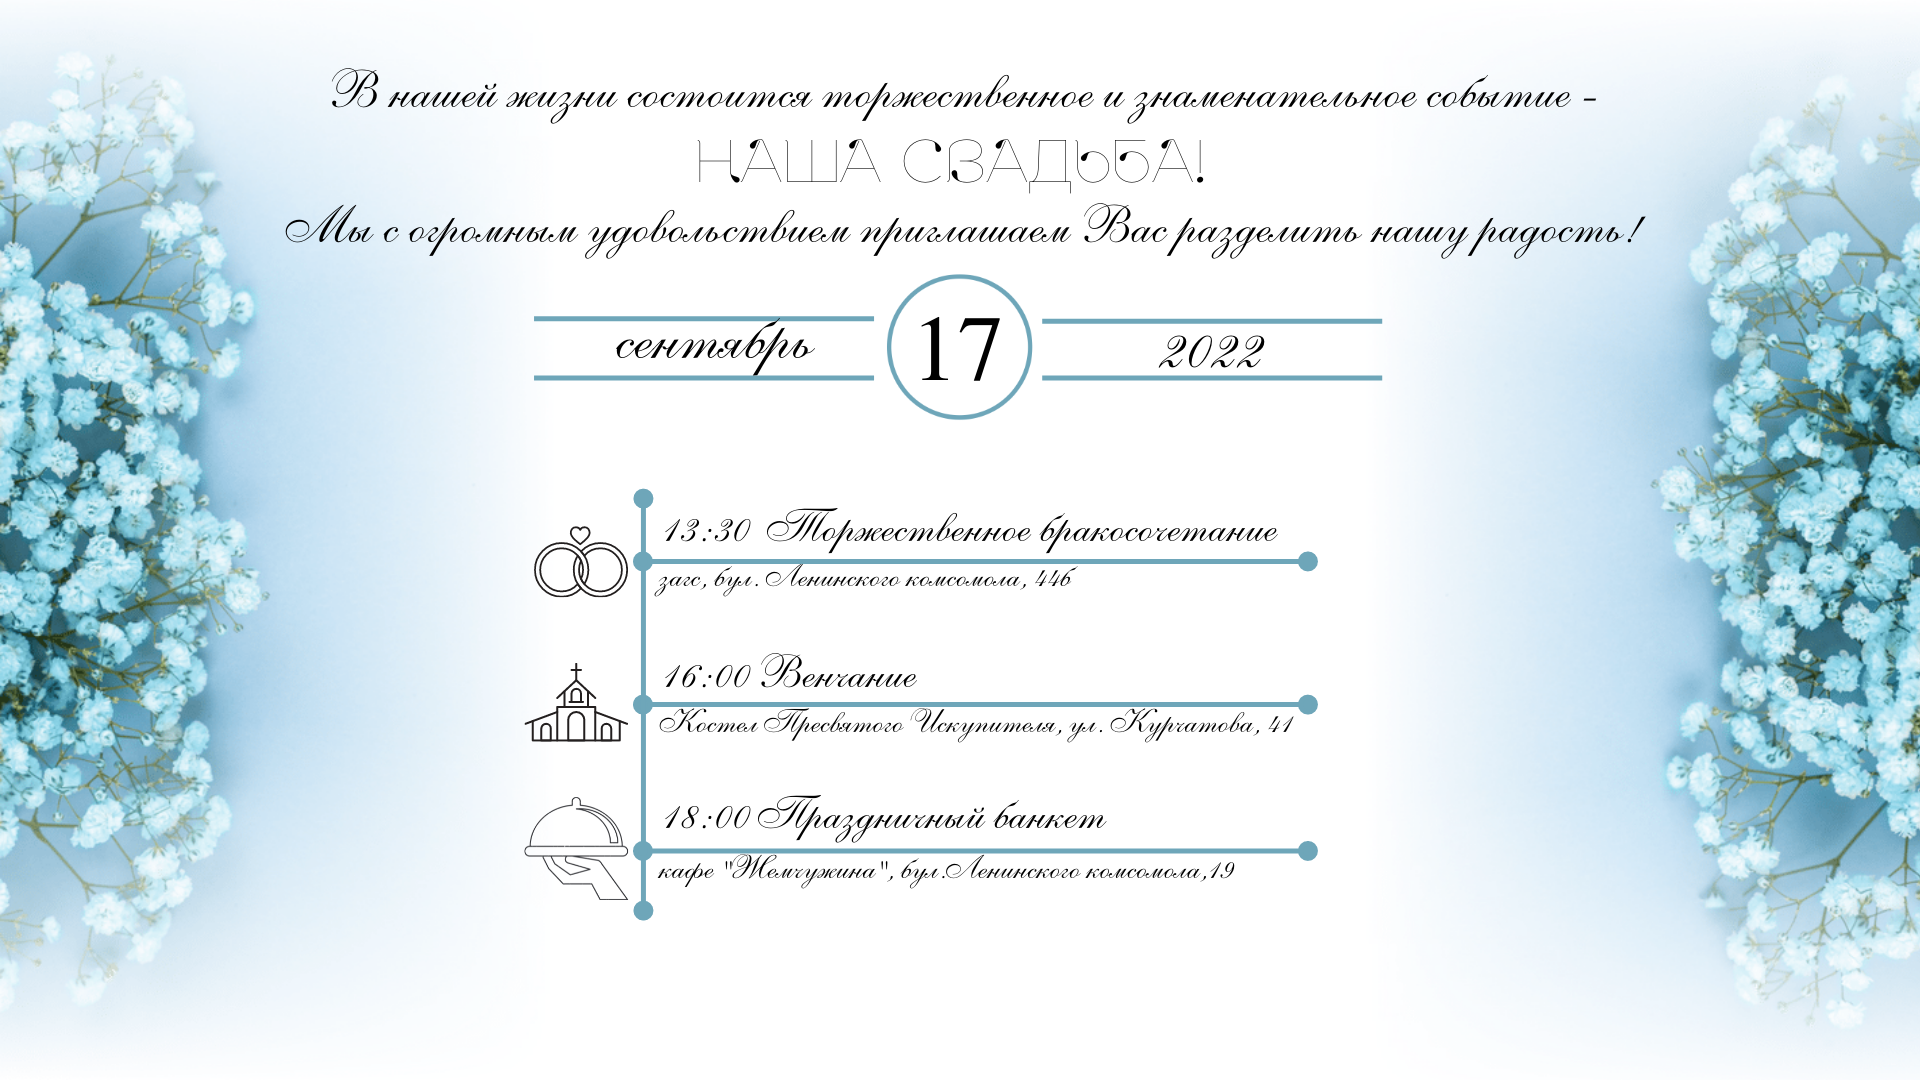 В нашей жизни состоится торжественное и знаменательное событие -
НАША СВАДЬБА!
Мы с огромным удовольствием приглашаем Вас разделить нашу радость!
сентябрь 17 2022
13:30 Торжественное бракосочетание
загс, бул. Ленинского комсомола, 44б
16:00 Венчание
Костел Пресвятого Искупителя, ул. Курчатова, 41
18:00 Праздничный банкет
кафе "Жемчужина", бул.Ленинского комсомола,19